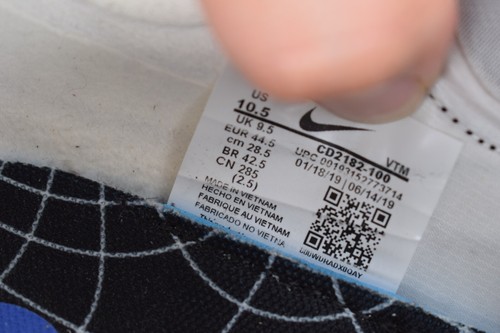 US
10.5
UK 9.5
EUR 44.5
cm 28.5
BR 42.5
CN 285
(2.5)
CD2182-100 VTM
UPC 00193152773714
01/18/19 | 06/14/19
MADE IN VIETNAM
HECHO EN VIETNAM
FABRIQUE AU VIETNAM
FABRICADO NO VIETNA